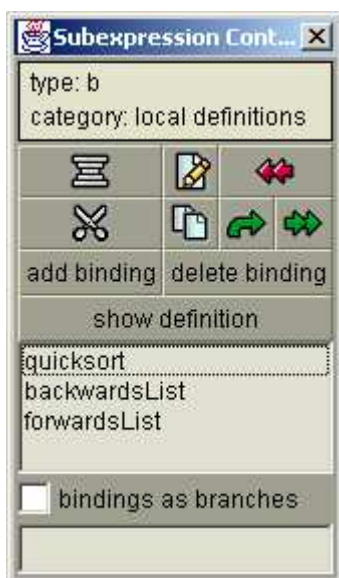 Subexpression Cont...
type: b
category: local definitions
add binding delete binding
show definition
quicksort
backwardsList
forwardsList
bindings as branches